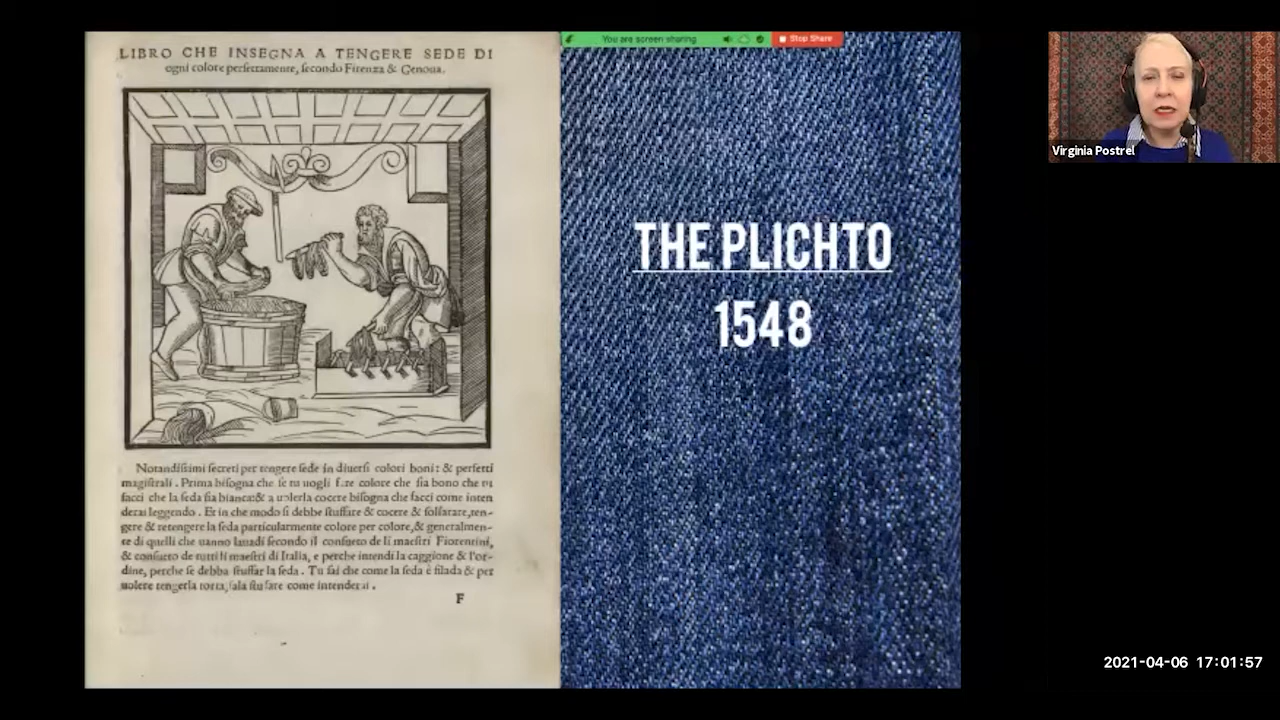 LIBRO CHE INSEGNA A TENGERE SEDE DI
ogni colore perfettamente, secondo Firenza & Genoua.
Notandissimi secreti per tengere sede in diuersi colori boni: & perfetti
magistrali. Prima bisogna che se tu uogli fare colore che sia bono che tu
facci che la seda sia bianca:& a uolerla cocere bisogna che facci come inten
derai leggendo. Et in che modo si debbe stuffare & cocere & solfarare,ten-
gere & retengere la seda particularmente colore per colore,& generalmen-
te di quelli che uanno lauadi secondo il consueto de li maestri Fiorentini,
& consueto de tutti li maestri di Italia, e perche intendi la caggione & l'or-
dine, perche se debba stuffar la seda. Tu sai che come la seda è filada & per
uolere tengerla torta, stuffare come intenderai.
F
You are screen sharing
Stop Share
THE PLICHTO
1548
Virginia Postrel
2021-04-06 17:01:57